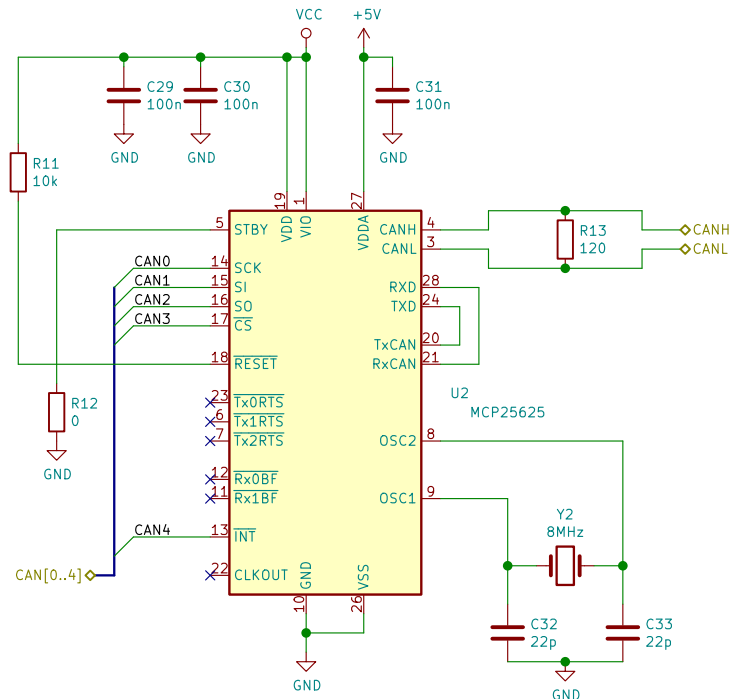 VCC
+5V
C29
100n
C30
100n
C31
100n
GND
GND
GND
R11
10k
19
1
27
VDD
VIO
VDDA
5
STBY
CANH
4
CANL
3
R13
120
CANH
CANL
CAN0
14
SCK
CAN1
15
SI
CAN2
16
SO
CAN3
17
CS
RXD
28
TXD
24
TxCAN
20
RxCAN
21
18
RESET
U2
MCP25625
R12
0
GND
23
Tx0RTS
6
Tx1RTS
7
Tx2RTS
12
Rx0BF
11
Rx1BF
OSC2
8
OSC1
9
CAN4
13
INT
Y2
8MHz
CAN[0..4]
22
CLKOUT
GND
VSS
10
26
GND
C32
22p
C33
22p
GND